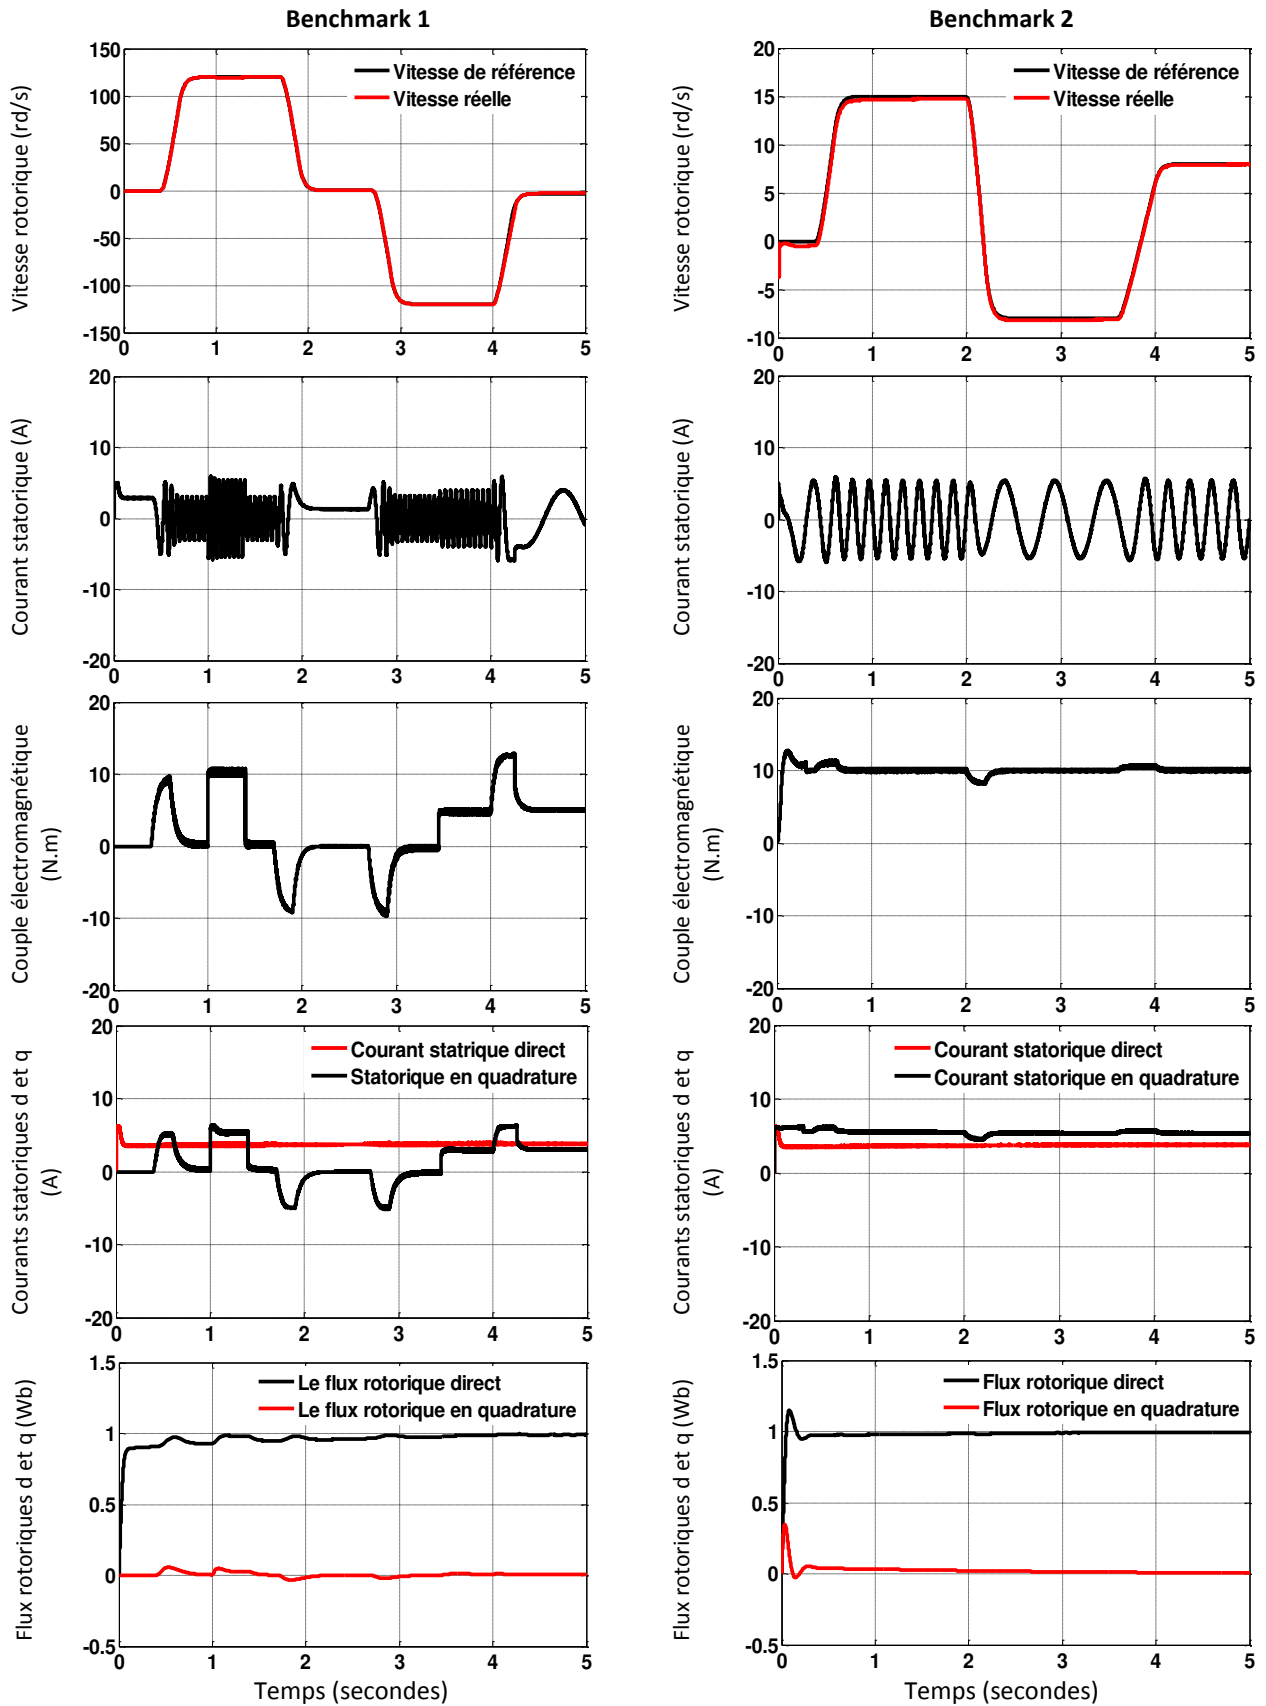 Benchmark 1
Vitesse rotorique (rd/s)
150
100
50
0
-50
-100
-150
Vitesse de référence
Vitesse réelle
0 1 2 3 4 5
Courant statorique (A)
20
10
0
-10
-20
0 1 2 3 4 5
Couple électromagnétique
(N.m)
20
10
0
-10
-20
0 1 2 3 4 5
Courants statoriques d et q
(A)
20
10
0
-10
-20
Courant statrique direct
Statorique en quadrature
0 1 2 3 4 5
Flux rotoriques d et q (Wb)
1.5
1
0.5
0
-0.5
Le flux rotorique direct
Le flux rotorique en quadrature
0 1 2 3 4 5
Temps (secondes)
Benchmark 2
Vitesse rotorique (rd/s)
20
15
10
5
0
-5
-10
Vitesse de référence
Vitesse réelle
0 1 2 3 4 5
Courant statorique (A)
20
10
0
-10
-20
0 1 2 3 4 5
Couple électromagnétique
(N.m)
20
10
0
-10
-20
0 1 2 3 4 5
Courants statoriques d et q
(A)
20
10
0
-10
-20
Courant statorique direct
Courant statorique en quadrature
0 1 2 3 4 5
Flux rotoriques d et q (Wb)
1.5
1
0.5
0
-0.5
Flux rotorique direct
Flux rotorique en quadrature
0 1 2 3 4 5
Temps (secondes)